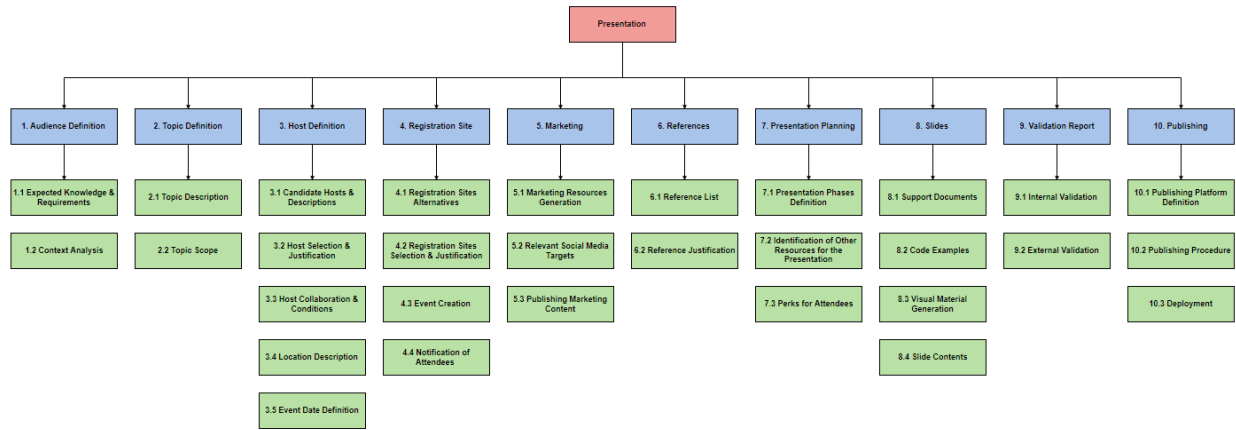 Presentation
1. Audience Definition
2. Topic Definition
3. Host Definition
4. Registration Site
5. Marketing
6. References
7. Presentation Planning
8. Slides
9. Validation Report
10. Publishing
1.1 Expected Knowledge &
Requirements
2.1 Topic Description
3.1 Candidate Hosts &
Descriptions
4.1 Registration Sites
Alternatives
5.1 Marketing Resources
Generation
6.1 Reference List
7.1 Presentation Phases
Definition
8.1 Support Documents
9.1 Internal Validation
10.1 Publishing Platform
Definition
1.2 Context Analysis
2.2 Topic Scope
3.2 Host Selection &
Justification
4.2 Registration Sites
Selection & Justification
5.2 Relevant Social Media
Targets
6.2 Reference Justification
7.2 Identification of Other
Resources for the
Presentation
8.2 Code Examples
9.2 External Validation
10.2 Publishing Procedure
3.3 Host Collaboration &
Conditions
4.3 Event Creation
5.3 Publishing Marketing
Content
7.3 Perks for Attendees
8.3 Visual Material
Generation
10.3 Deployment
3.4 Location Description
4.4 Notification of
Attendees
8.4 Slide Contents
3.5 Event Date Definition